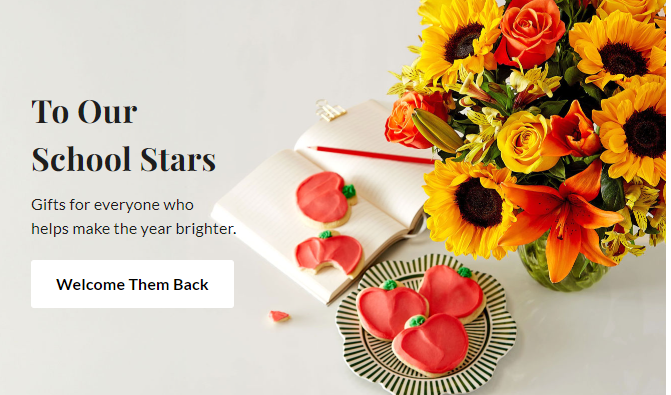 To Our
School Stars
Gifts for everyone who
helps make the year brighter.
Welcome Them Back